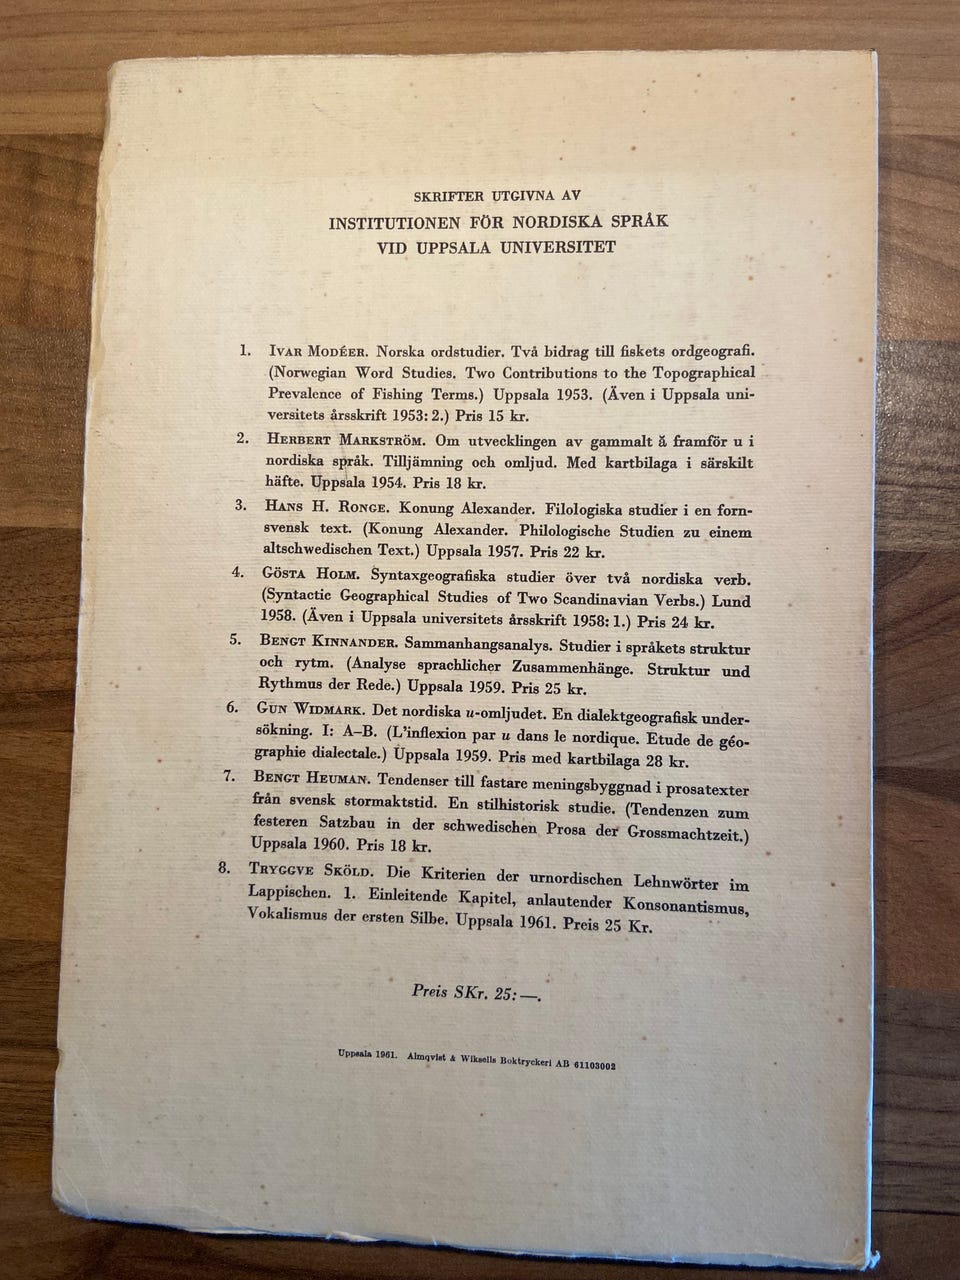 SKRIFTER UTGIVNA AV
INSTITUTIONEN FÖR NORDISKA SPRÅK
VID UPPSALA UNIVERSITET
1. IVAR MODÉER. Norska ordstudier. Två bidrag till fiskets ordgeografi.
(Norwegian Word Studies. Two Contributions to the Topographical
Prevalence of Fishing Terms.) Uppsala 1953. (Även i Uppsala uni-
versitets årsskrift 1953: 2.) Pris 15 kr.
2. HERBERT MARKSTRÖM. Om utvecklingen av gammalt ă framför u i
nordiska språk. Tilljämning och omljud. Med kartbilaga i särskilt
häfte. Uppsala 1954. Pris 18 kr.
3. HANS H. RONGE. Konung Alexander. Filologiska studier i en forn-
svensk text. (Konung Alexander. Philologische Studien zu einem
altschwedischen Text.) Uppsala 1957. Pris 22 kr.
4. GÖSTA HOLM. Syntaxgeografiska studier över två nordiska verb.
(Syntactic Geographical Studies of Two Scandinavian Verbs.) Lund
1958. (Även i Uppsala universitets årsskrift 1958: 1.) Pris 24 kr.
5. BENGT KINNANDER. Sammanhangsanalys. Studier i språkets struktur
och rytm. (Analyse sprachlicher Zusammenhänge. Struktur und
Rythmus der Rede.) Uppsala 1959. Pris 25 kr.
6. GUN WIDMARK. Det nordiska u-omljudet. En dialektgeografisk under-
sökning. I: A–B. (L'inflexion par u dans le nordique. Etude de géo-
graphie dialectale.) Uppsala 1959. Pris med kartbilaga 28 kr.
7. BENGT HEUMAN. Tendenser till fastare meningsbyggnad i prosatexter
från svensk stormaktstid. En stilhistorisk studie. (Tendenzen zum
festeren Satzbau in der schwedischen Prosa der Grossmachtzeit.)
Uppsala 1960. Pris 18 kr.
8. TRYGGVE SKÖLD. Die Kriterien der urnordischen Lehnwörter im
Lappischen. 1. Einleitende Kapitel, anlautender Konsonantismus,
Vokalismus der ersten Silbe. Uppsala 1961. Preis 25 Kr.
Preis SKr. 25: —.
Uppsala 1961. Almqvist & Wiksells Boktryckeri AB 61103002